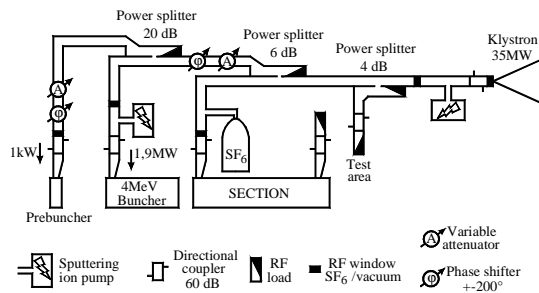 Power splitter
20 dB
Power splitter
6 dB
Power splitter
4 dB
Klystron
35MW
A
φ
φ
A
1kW
1,9MW
SF6
Test
area
4MeV
Buncher
SECTION
Prebuncher
Sputtering
ion pump
Directional
coupler
60 dB
RF
load
RF window
SF6 /vacuum
A
Variable
attenuator
φ
Phase shifter
+-200°